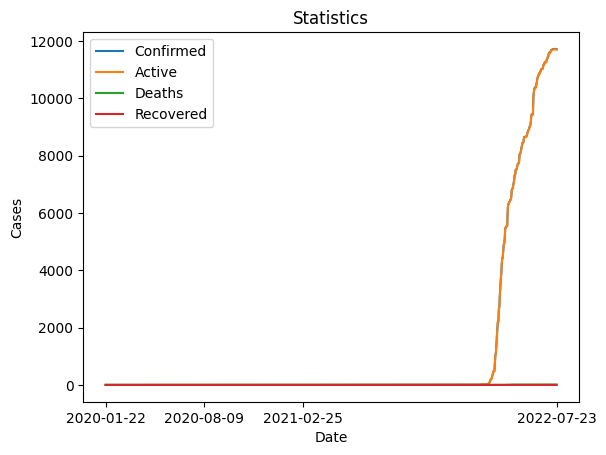 Statistics
Confirmed
Active
Deaths
Recovered
12000
10000
8000
6000
4000
2000
0
Cases
2020-01-22 2020-08-09 2021-02-25 2022-07-23
Date